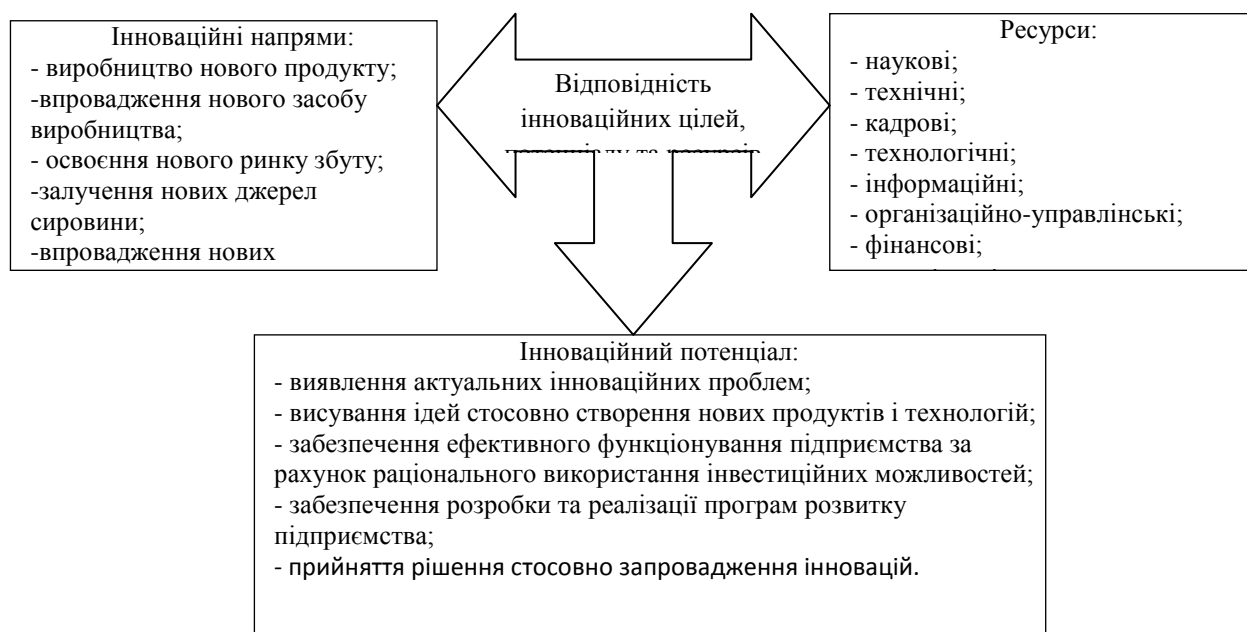 Інноваційні напрями:
- виробництво нового продукту;
-впровадження нового засобу
виробництва;
- освоєння нового ринку збуту;
-залучення нових джерел
сировини;
-впровадження нових
Відповідність
інноваційних цілей,
потенціалу та ресурсів
Ресурси:
- наукові;
- технічні;
- кадрові;
- технологічні;
- інформаційні;
- організаційно-управлінські;
- фінансові;
Інноваційний потенціал:
- виявлення актуальних інноваційних проблем;
- висування ідей стосовно створення нових продуктів і технологій;
- забезпечення ефективного функціонування підприємства за
рахунок раціонального використання інвестиційних можливостей;
- забезпечення розробки та реалізації програм розвитку
підприємства;
- прийняття рішення стосовно запровадження інновацій.